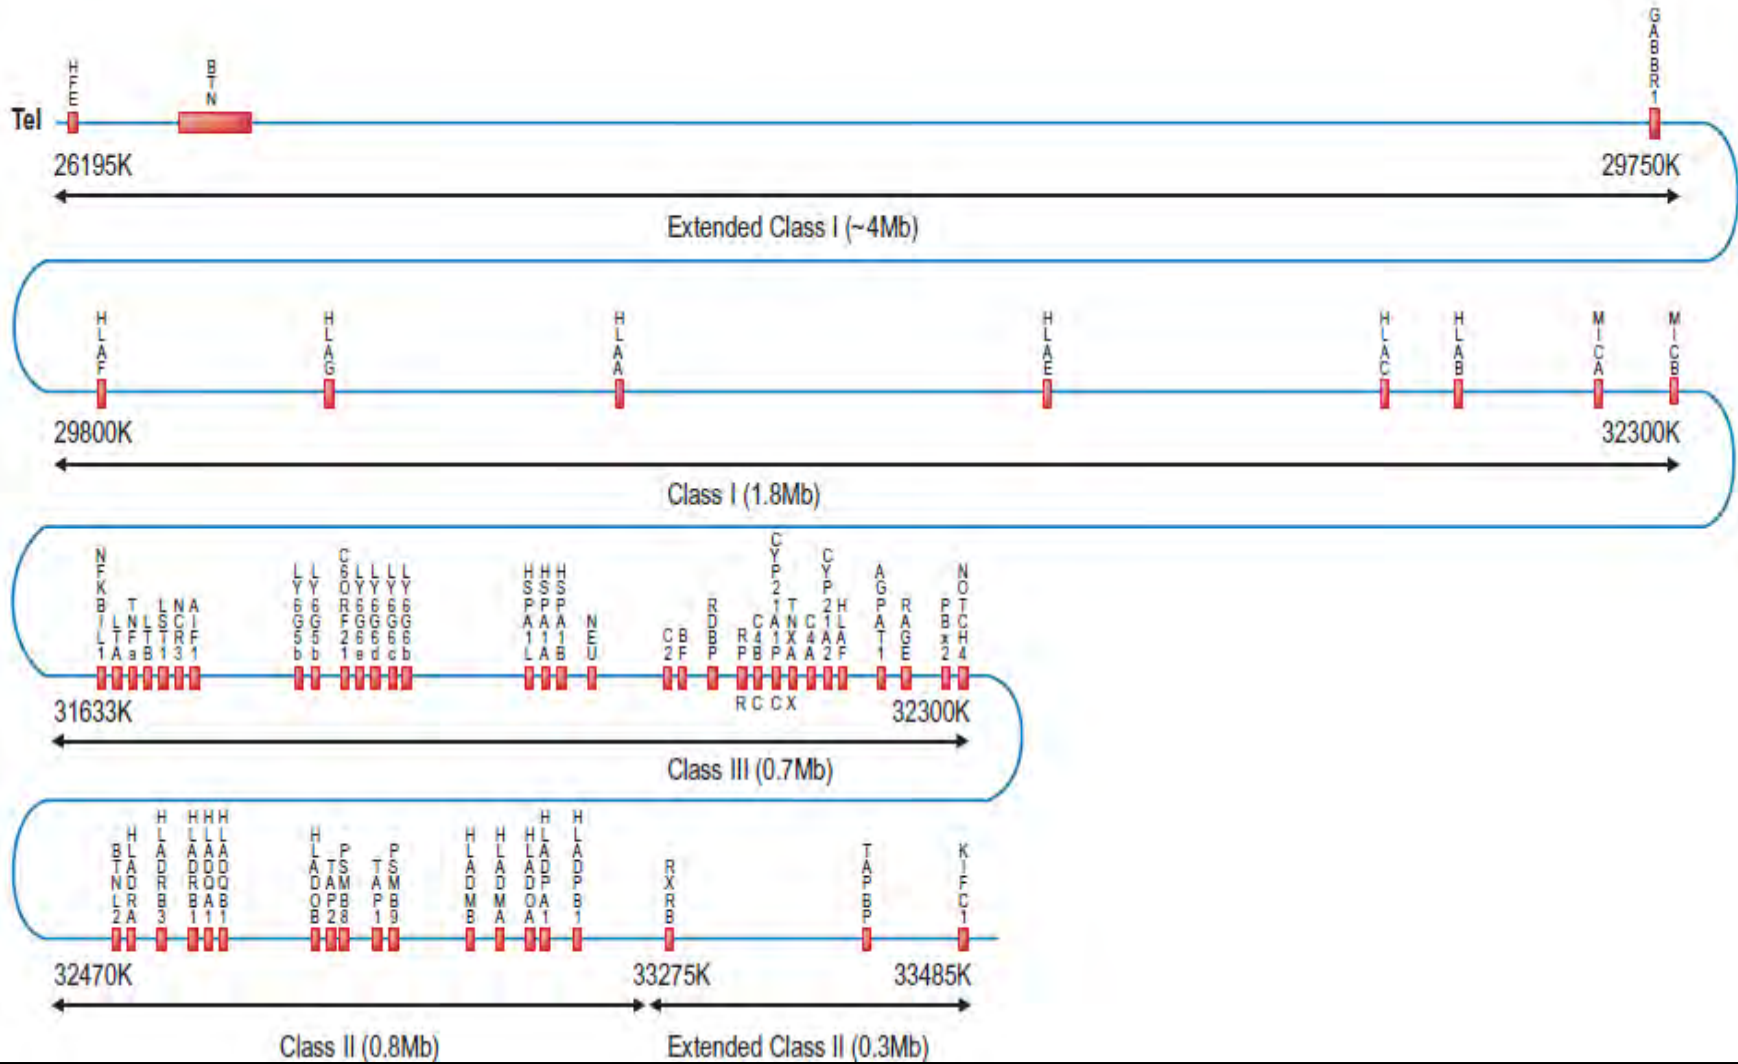 HFE
BTN
GABBR1
Tel
26195K
29750K
Extended Class I (~4Mb)
HLAF
HLAG
HLAA
HLAE
HLAC
HLAB
MICA
MICB
29800K
32300K
Class I (1.8Mb)
NFKBIL1
LTA
TNFa
LTB
LST1
NCR3
AIF1
LY6G5b
LY6G5b
C6ORF21
LY6G6e
LY6G6d
LY6G6c
LY6G6b
HSPA1L
HSPA1A
HSPA1B
NEU
C2
BF
RDBP
RP
C4B
CYP21A1P
TNXA
C4A
CYP21A2
HLAF
AGPAT1
RAGE
PBx2
NOTCH4
R C C X
31633K
32300K
Class III (0.7Mb)
BTNL2
HLADRA
HLADRB3
HLADRB1
HLADQA1
HLADQB1
HLADOB
TAP2
PSMB8
TAP1
PSMB9
HLADMB
HLADMA
HLADOA
HLADPA1
HLADPB1
RXRB
TAPBP
KIFC1
32470K
33275K
33485K
Class II (0.8Mb)
Extended Class II (0.3Mb)